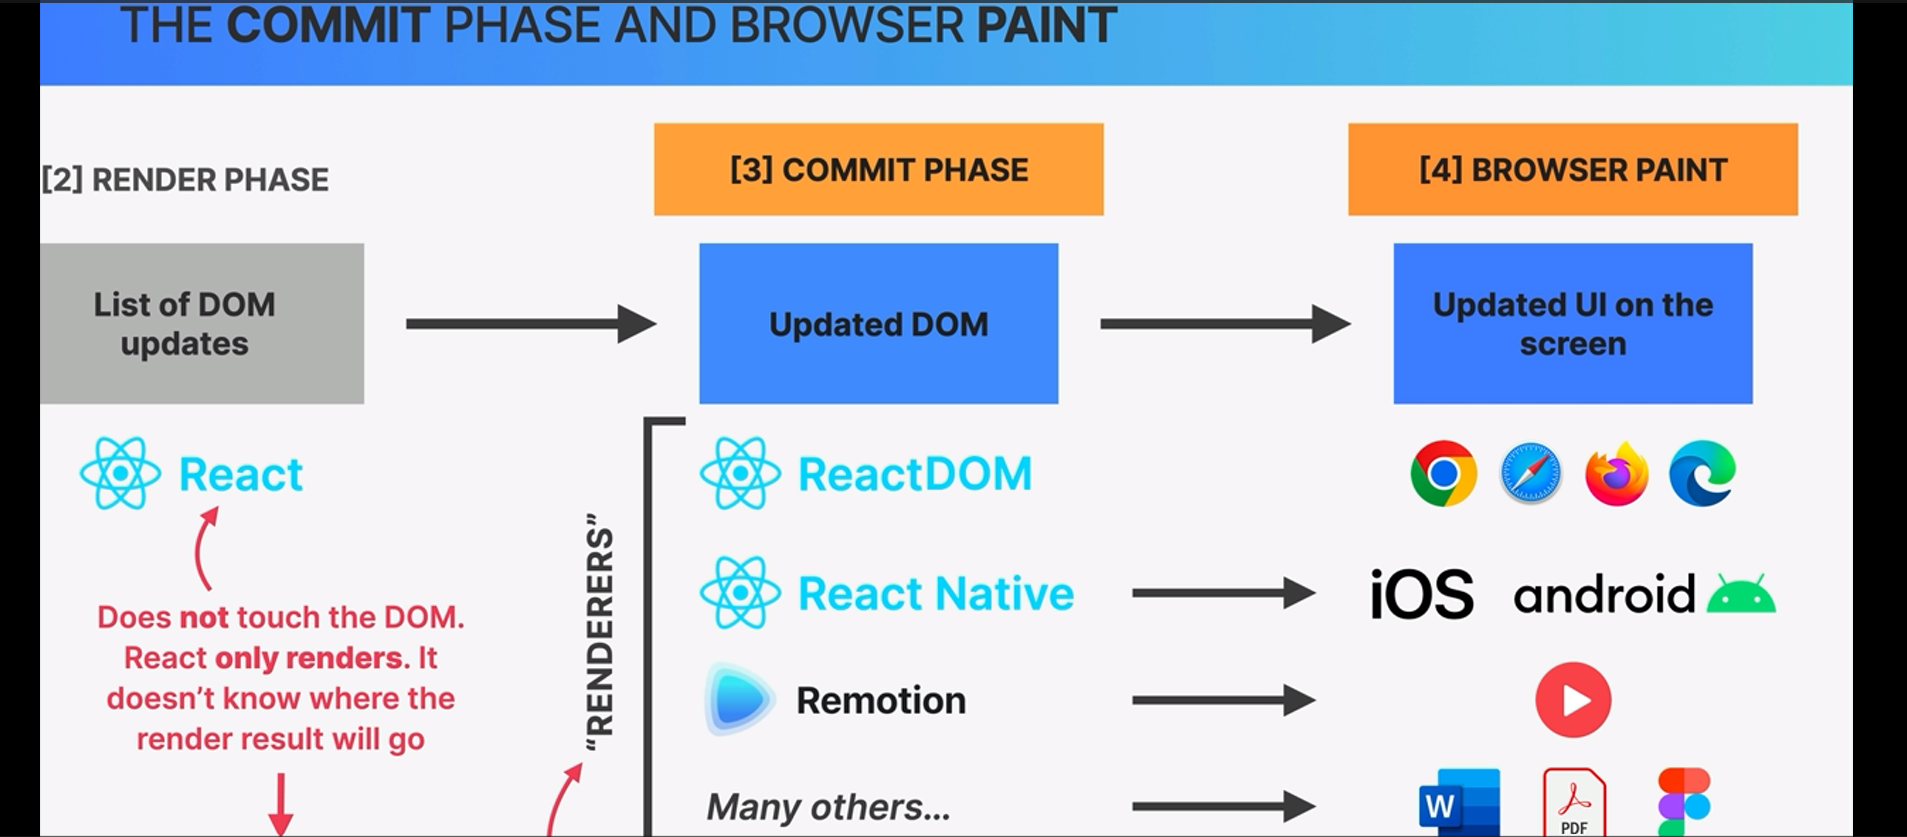 THE COMMIT PHASE AND BROWSER PAINT
[2] RENDER PHASE
[3] COMMIT PHASE
[4] BROWSER PAINT
List of DOM
updates
Updated DOM
Updated UI on the
screen
React
Does not touch the DOM.
React only renders. It
doesn’t know where the
render result will go
“RENDERERS”
ReactDOM
React Native
iOS
android
Remotion
Many others...
W
PDF